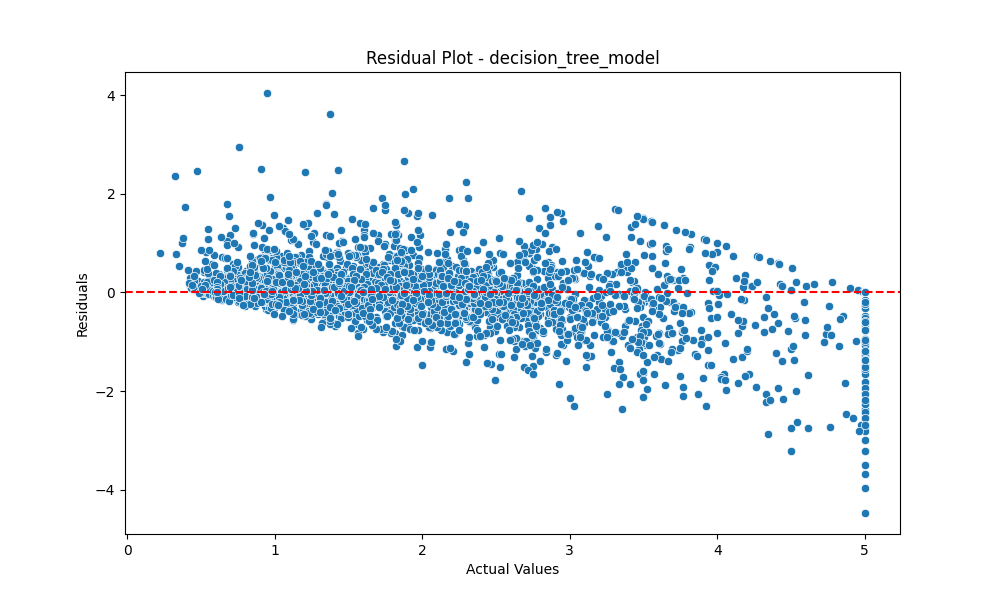 Residual Plot - decision_tree_model
4
2
0
−2
−4
Residuals
0 1 2 3 4 5
Actual Values